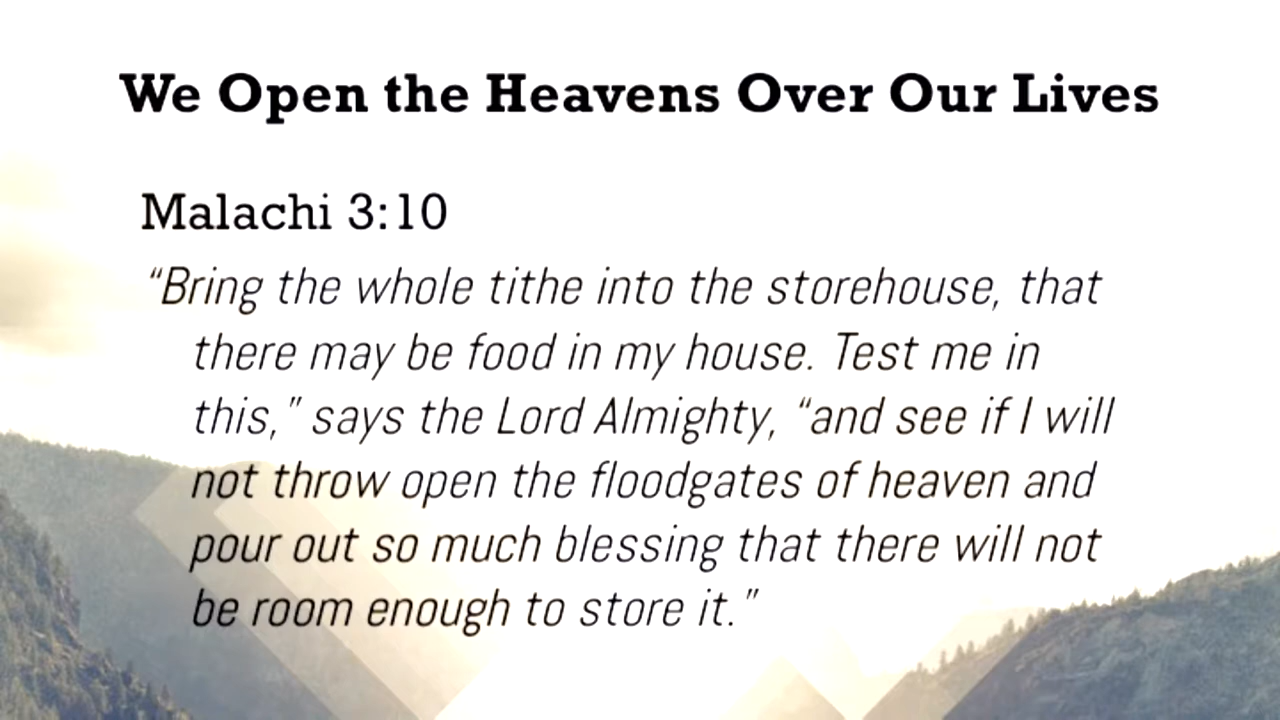 We Open the Heavens Over Our Lives
Malachi 3:10
“Bring the whole tithe into the storehouse, that
there may be food in my house. Test me in
this,” says the Lord Almighty, “and see if I will
not throw open the floodgates of heaven and
pour out so much blessing that there will not
be room enough to store it.”